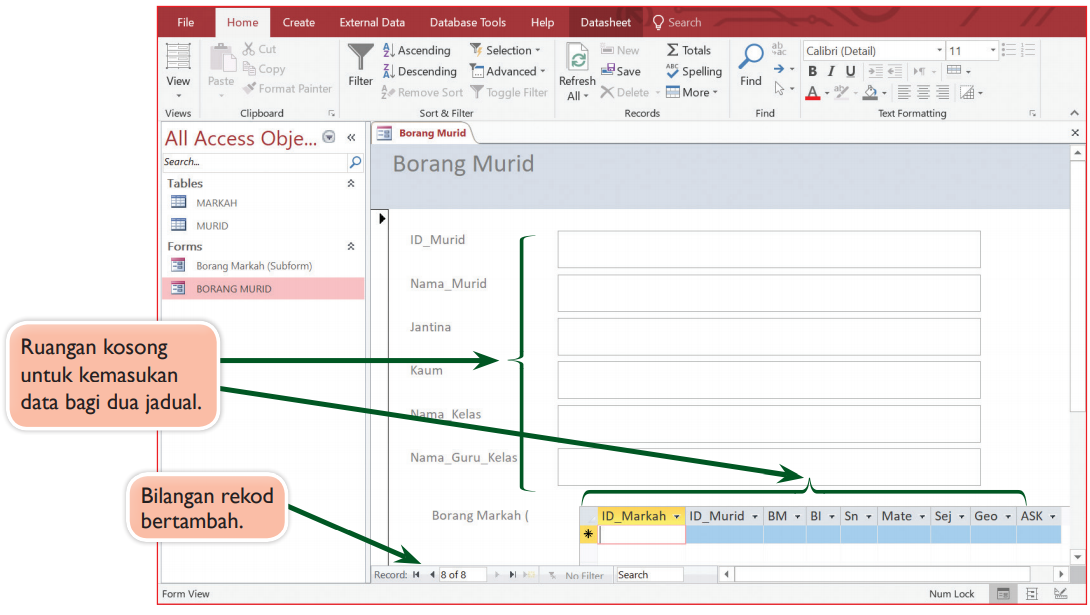 File Home Create External Data Database Tools Help Datasheet Search
Cut
Copy
Format Painter
View
Paste
Views
Clipboard
Filter
Ascending
Descending
Remove Sort
Selection
Advanced
Toggle Filter
Sort & Filter
Refresh
All
New
Save
Delete
Totals
Spelling
More
Records
Find
Find
Calibri (Detail) 11
B I U
Text Formatting
All Access Obje...
Search...
Tables
MARKAH
MURID
Forms
Borang Markah (Subform)
BORANG MURID
Borang Murid
Borang Murid
ID_Murid
Nama_Murid
Jantina
Kaum
Nama_Kelas
Nama_Guru_Kelas
Borang Markah (
ID_Markah ID_Murid BM BI Sn Mate Sej Geo ASK
Ruangan kosong
untuk kemasukan
data bagi dua jadual.
Bilangan rekod
bertambah.
Record: 8 of 8 No Filter Search
Form View Num Lock